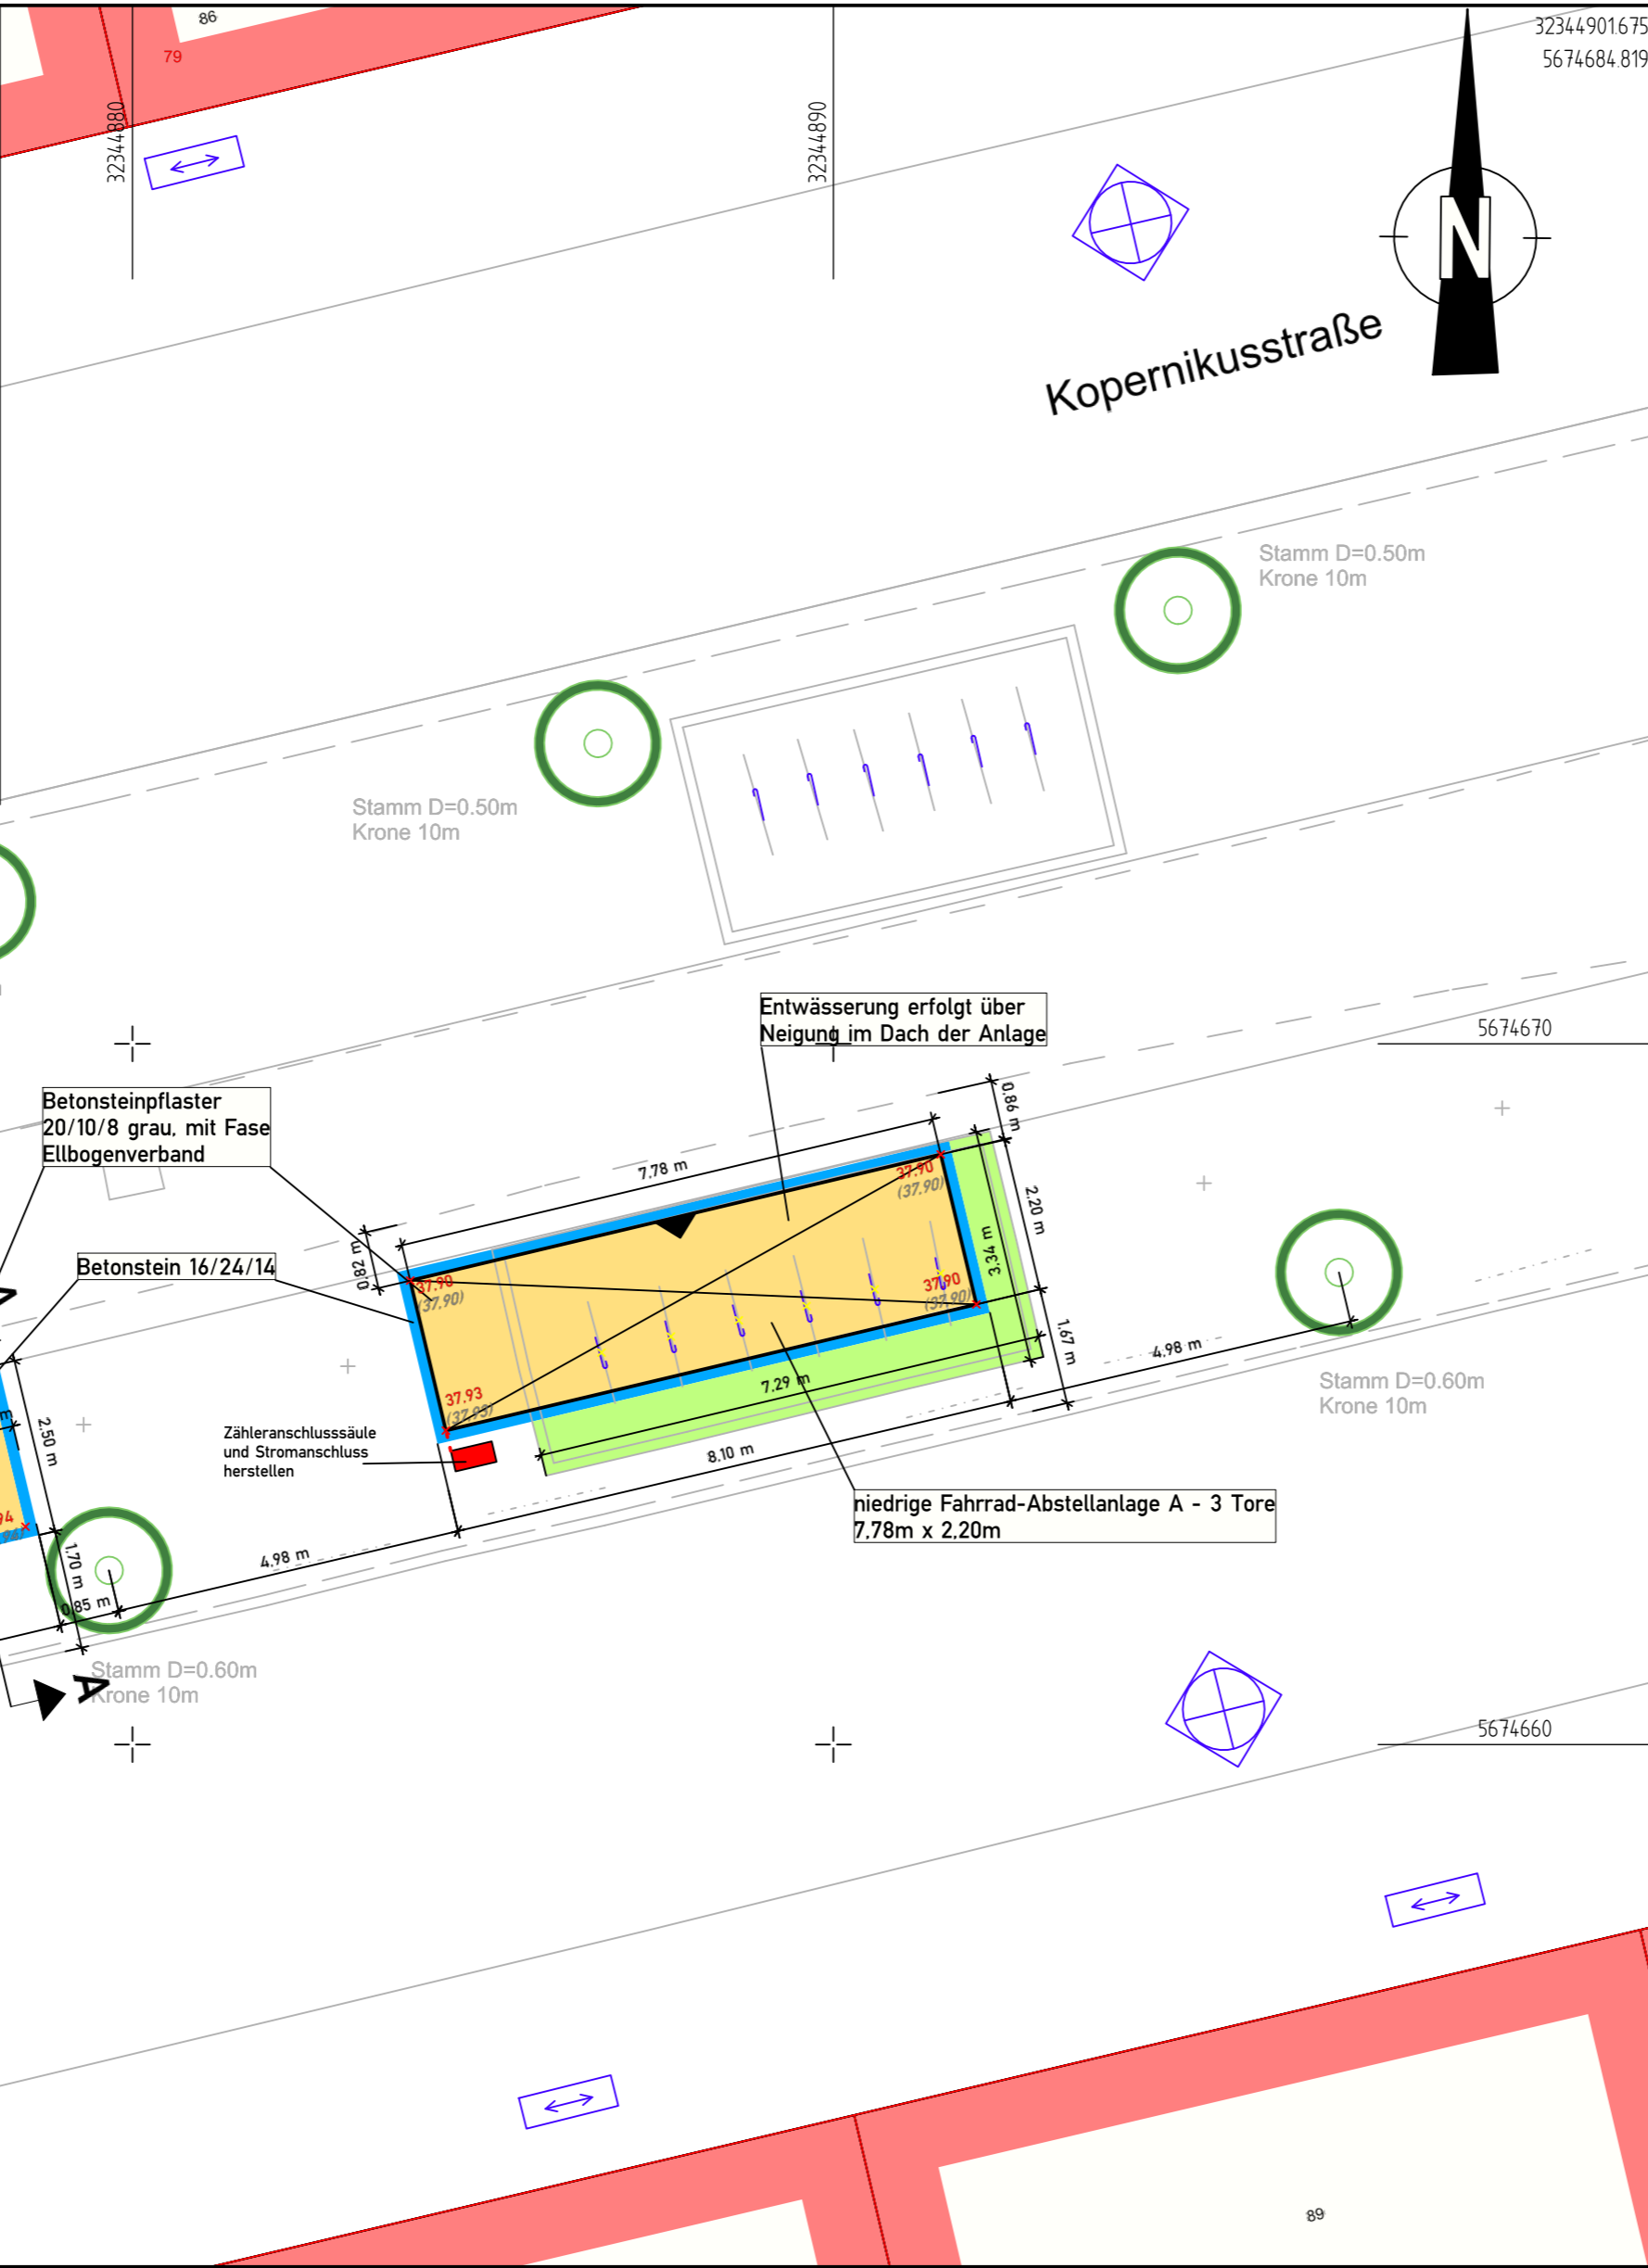 86
79
32344880
32344890
32344901.675
5674684.819
N
Kopernikusstraße
Stamm D=0.50m
Krone 10m
Stamm D=0.50m
Krone 10m
Entwässerung erfolgt über
Neigung im Dach der Anlage
5674670
Betonsteinpflaster
20/10/8 grau, mit Fase
Ellbogenverband
0.86 m
7.78 m
37.90
(37.90)
2.20 m
3.34 m
0.82 m
Betonstein 16/24/14
37.90
(37.90)
37.90
(37.90)
1.67 m
4.98 m
7.29 m
37.93
(37.93)
Stamm D=0.60m
Krone 10m
2.50 m
Zähleranschlusssäule
und Stromanschluss
herstellen
8.10 m
niedrige Fahrrad-Abstellanlage A - 3 Tore
7,78m x 2,20m
1.70 m
4.98 m
0.85 m
A
Stamm D=0.60m
Krone 10m
5674660
89